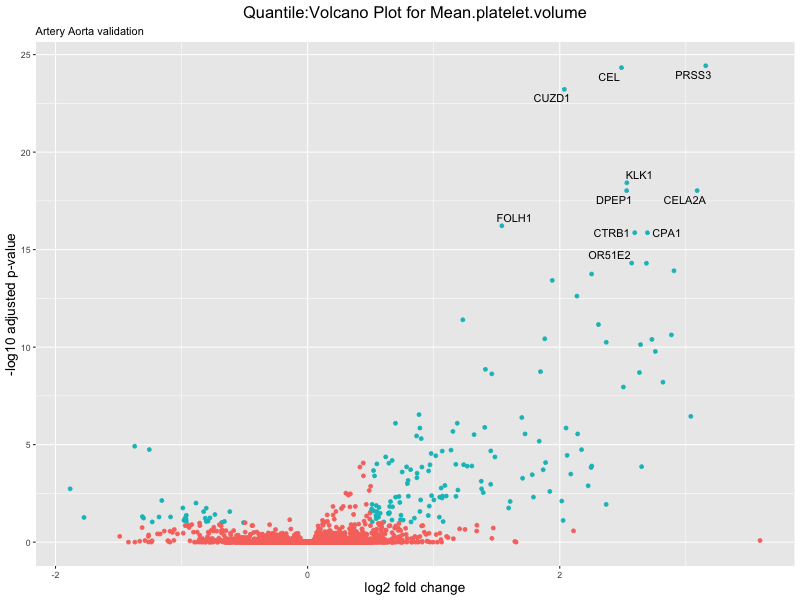 Quantile:Volcano Plot for Mean.platelet.volume
Artery Aorta validation
25
20
15
10
5
0
-log10 adjusted p-value
CEL
PRSS3
CUZD1
KLK1
DPEP1
CELA2A
FOLH1
CTRB1
CPA1
OR51E2
-2
0
2
log2 fold change